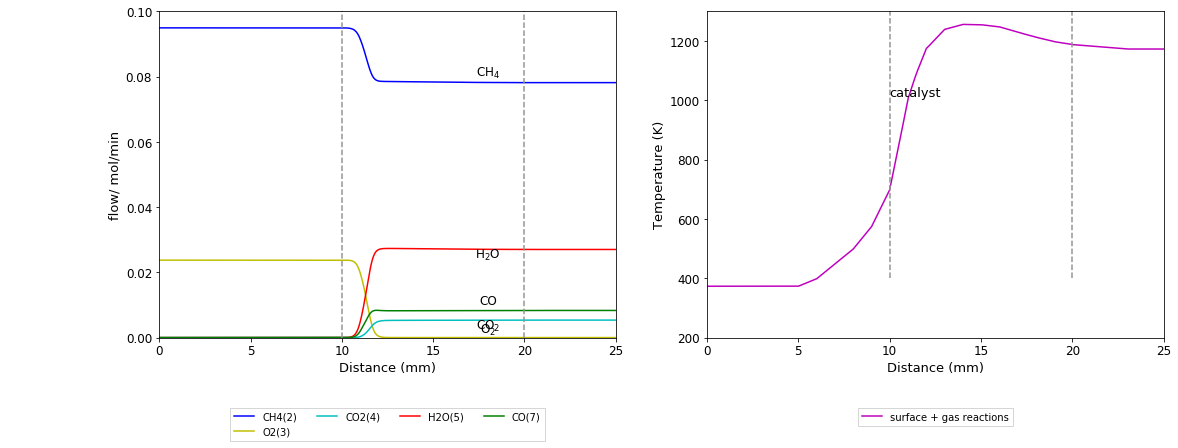 0.10
0.08
0.06
0.04
0.02
0.00
flow/ mol/min
CH₄
H₂O
CO
CO₂
O₂
0 5 10 15 20 25
Distance (mm)
CH4(2) CO2(4) H2O(5) CO(7)
O2(3)
1200
1000
800
600
400
200
Temperature (K)
catalyst
0 5 10 15 20 25
Distance (mm)
surface + gas reactions